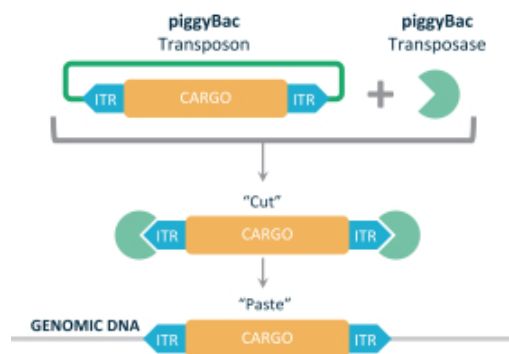 piggyBac
Transposon
piggyBac
Transposase
ITR
CARGO
ITR
+
"Cut"
ITR
CARGO
ITR
"Paste"
GENOMIC DNA
ITR
CARGO
ITR